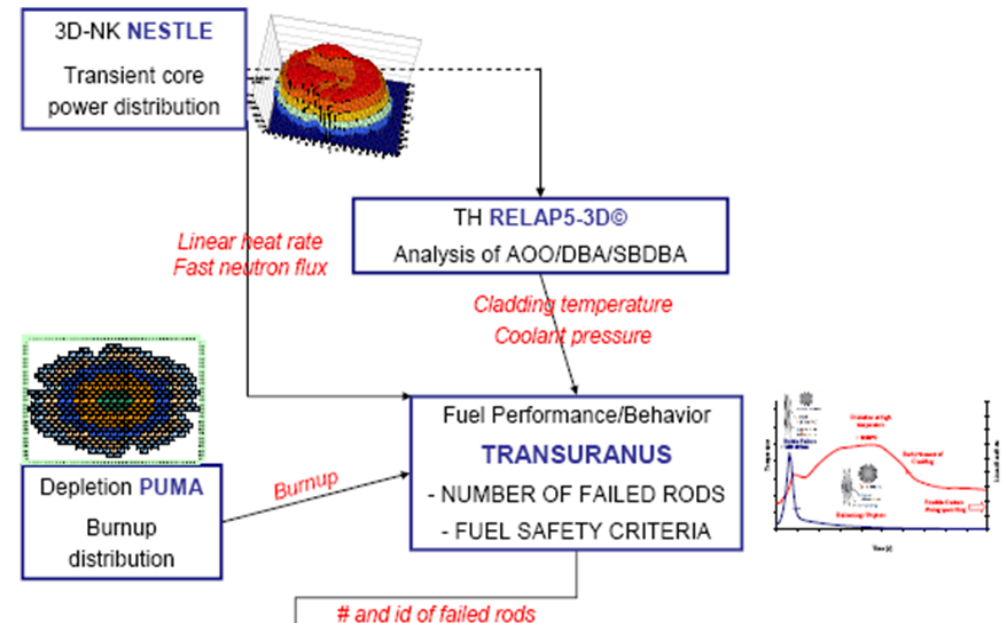 3D-NK NESTLE
Transient core
power distribution
TH RELAP5-3D©
Analysis of AOO/DBA/SBDBA
Linear heat rate
Fast neutron flux
Cladding temperature
Coolant pressure
Fuel Performance/Behavior
TRANSURANUS
- NUMBER OF FAILED RODS
- FUEL SAFETY CRITERIA
Depletion PUMA
Burnup
distribution
Burnup
# and id of failed rods